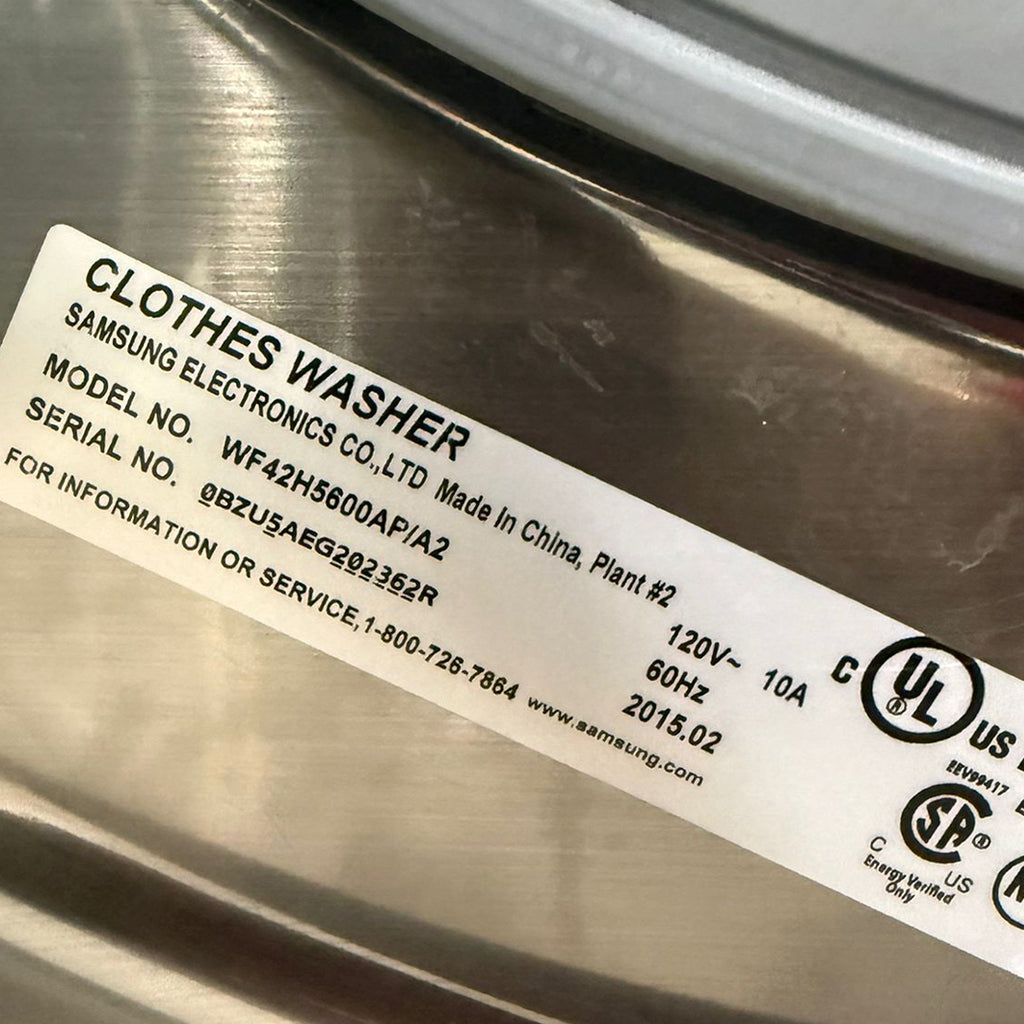 CLOTHES WASHER
SAMSUNG ELECTRONICS CO.,LTD Made In China, Plant #2
MODEL NO. WF42H5600AP/A2 120V~ 10A
SERIAL NO. 0BZU5AEG202362R 60Hz
2015.02
FOR INFORMATION OR SERVICE,1-800-726-7864 www.samsung.com
C UL® US
REV99417
SA®
C US
Energy Verified
Only